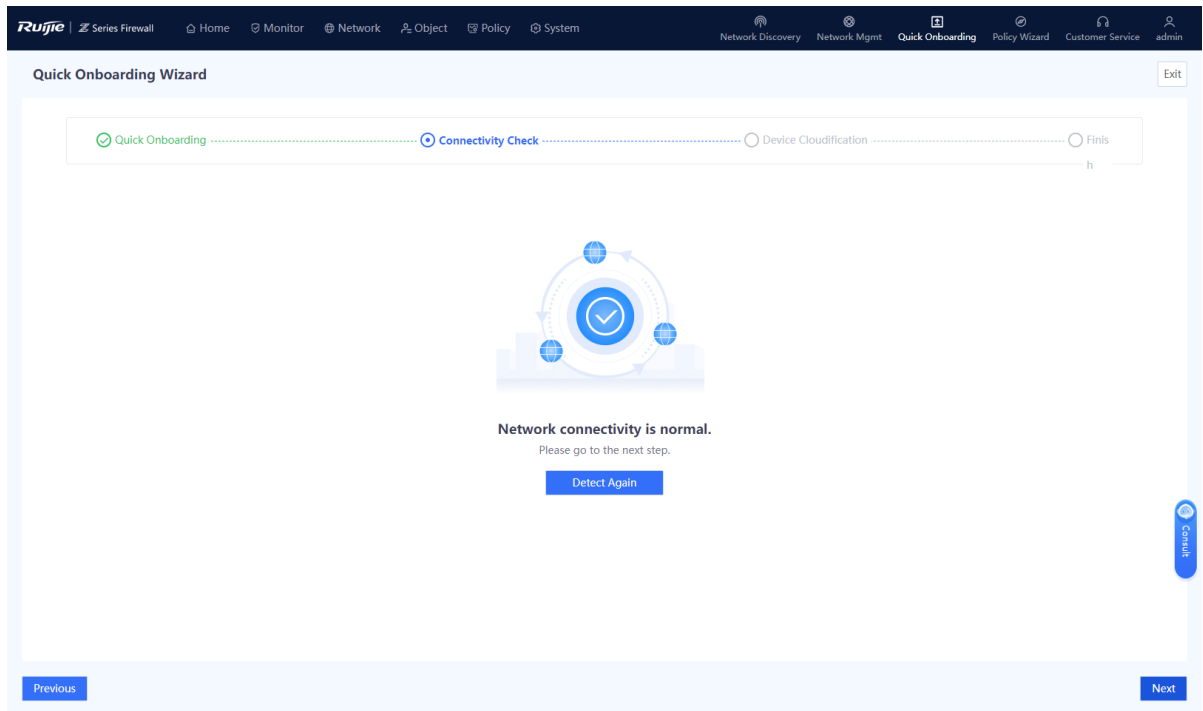 Ruijie | Z Series Firewall Home Monitor Network Object Policy System
Network Discovery Network Mgmt Quick Onboarding Policy Wizard Customer Service admin
Quick Onboarding Wizard Exit
Quick Onboarding Connectivity Check Device Cloudification Finis
h
Network connectivity is normal.
Please go to the next step.
Detect Again
Consult
Previous Next